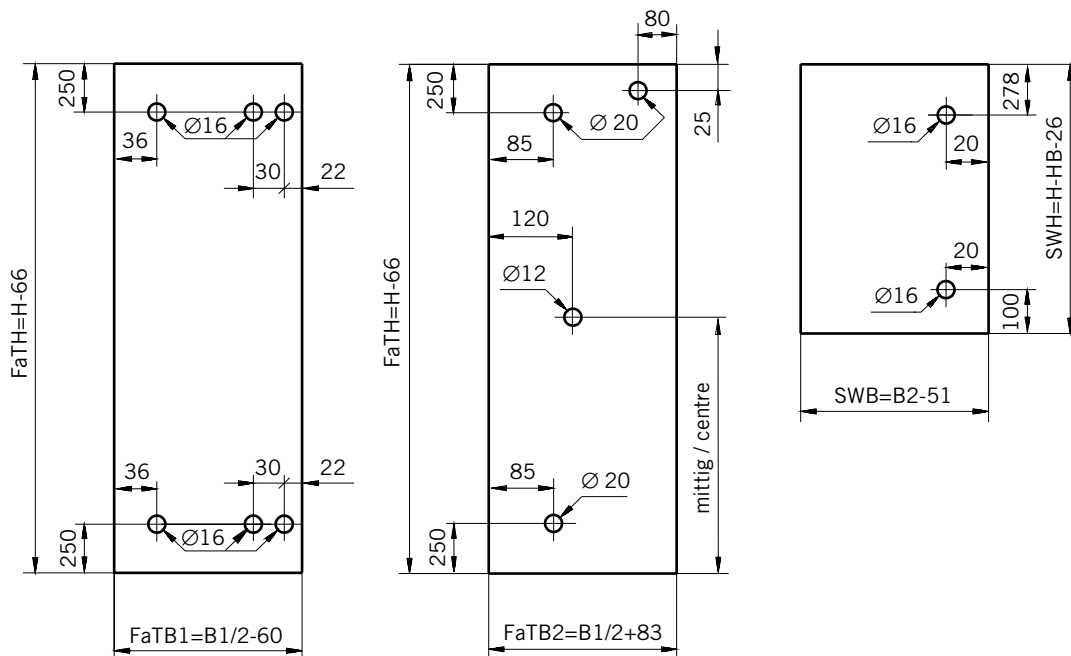 250
Ø16
36
30
22
FaTH=H-66
36
30
22
Ø16
250
FaTB1=B1/2-60
80
250
Ø 20
25
85
120
Ø12
FaTH=H-66
mittig / centre
85
Ø 20
250
FaTB2=B1/2+83
278
Ø16
20
SWH=H-HB-26
20
Ø16
100
SWB=B2-51